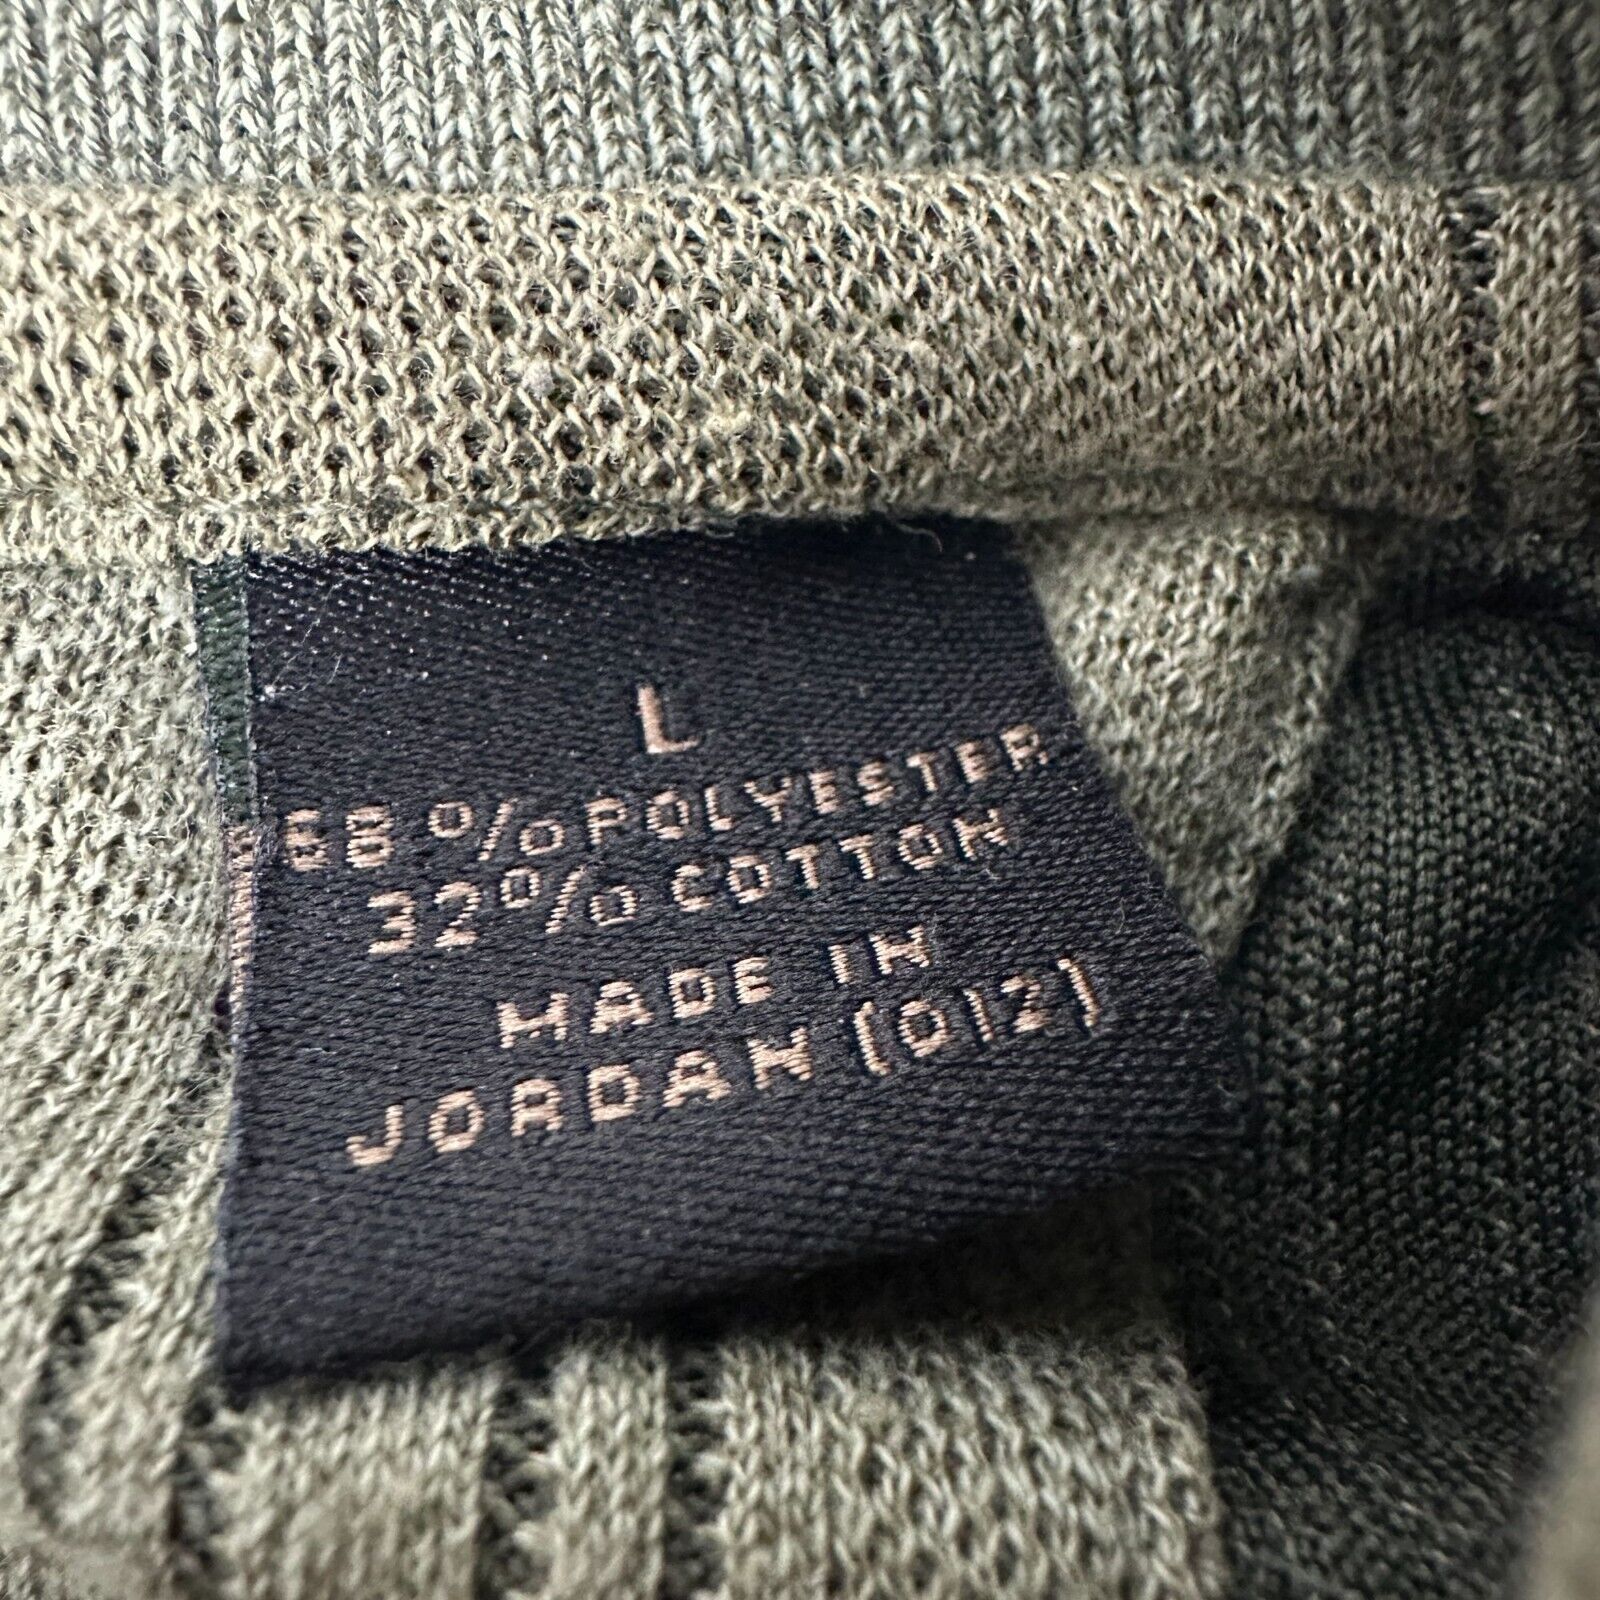 L
68% POLYESTER
32% COTTON
MADE IN
JORDAN (012)